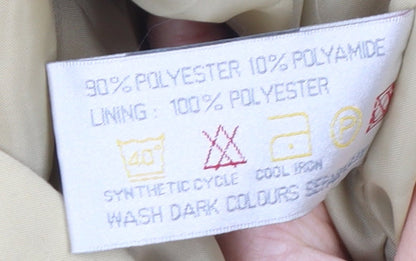 90% POLYESTER 10% POLYAMIDE
LINING: 100% POLYESTER
40° P
SYNTHETIC CYCLE COOL IRON
WASH DARK COLOURS